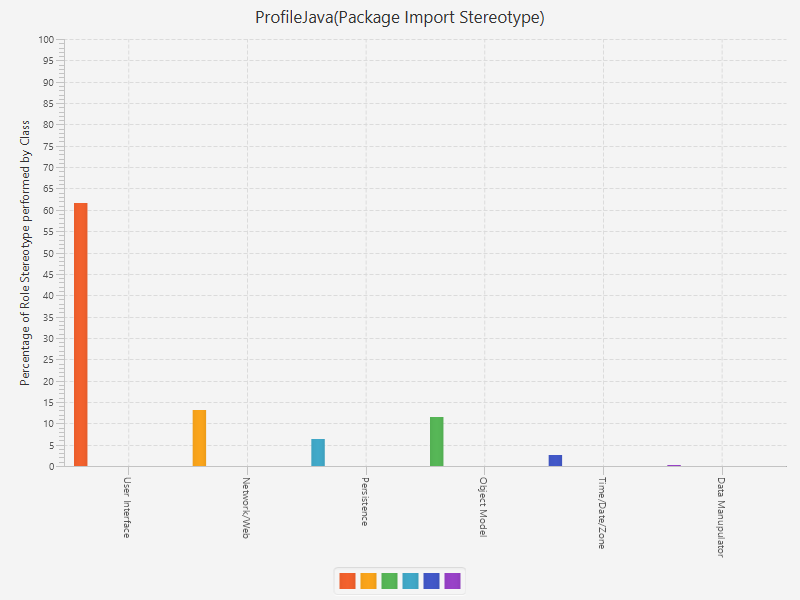 ProfileJava(Package Import Stereotype)
Percentage of Role Stereotype performed by Class
100
95
90
85
80
75
70
65
60
55
50
45
40
35
30
25
20
15
10
5
0
User Interface
Network/Web
Persistence
Object Model
Time/Date/Zone
Data Manupulator